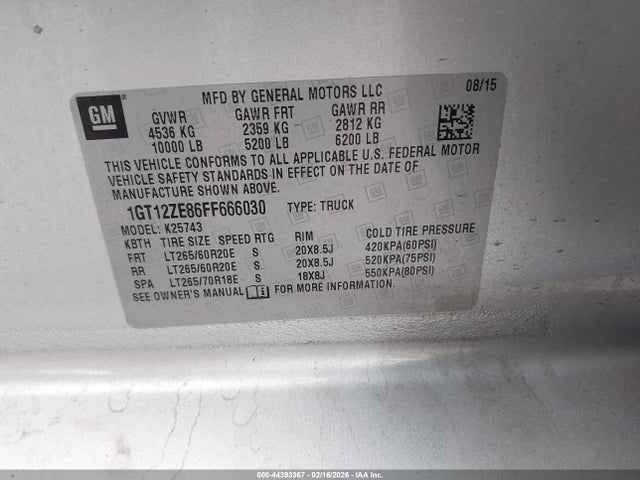 GM
MFD BY GENERAL MOTORS LLC 08/15
GVWR GAWR FRT GAWR RR
4536 KG 2359 KG 2812 KG
10000 LB 5200 LB 6200 LB
THIS VEHICLE CONFORMS TO ALL APPLICABLE U.S. FEDERAL MOTOR
VEHICLE SAFETY STANDARDS IN EFFECT ON THE DATE OF
MANUFACTURE SHOWN ABOVE.
1GT12ZE86FF666030 TYPE: TRUCK
MODEL: K25743
KBTH TIRE SIZE SPEED RTG RIM COLD TIRE PRESSURE
FRT LT265/60R20E S 20X8.5J 420KPA(60PSI)
RR LT265/60R20E S 20X8.5J 520KPA(75PSI)
SPA LT265/70R18E S 18X8J 550KPA(80PSI)
SEE OWNER'S MANUAL i FOR MORE INFORMATION.
000-44393367 - 02/16/2026 - IAAI.COM